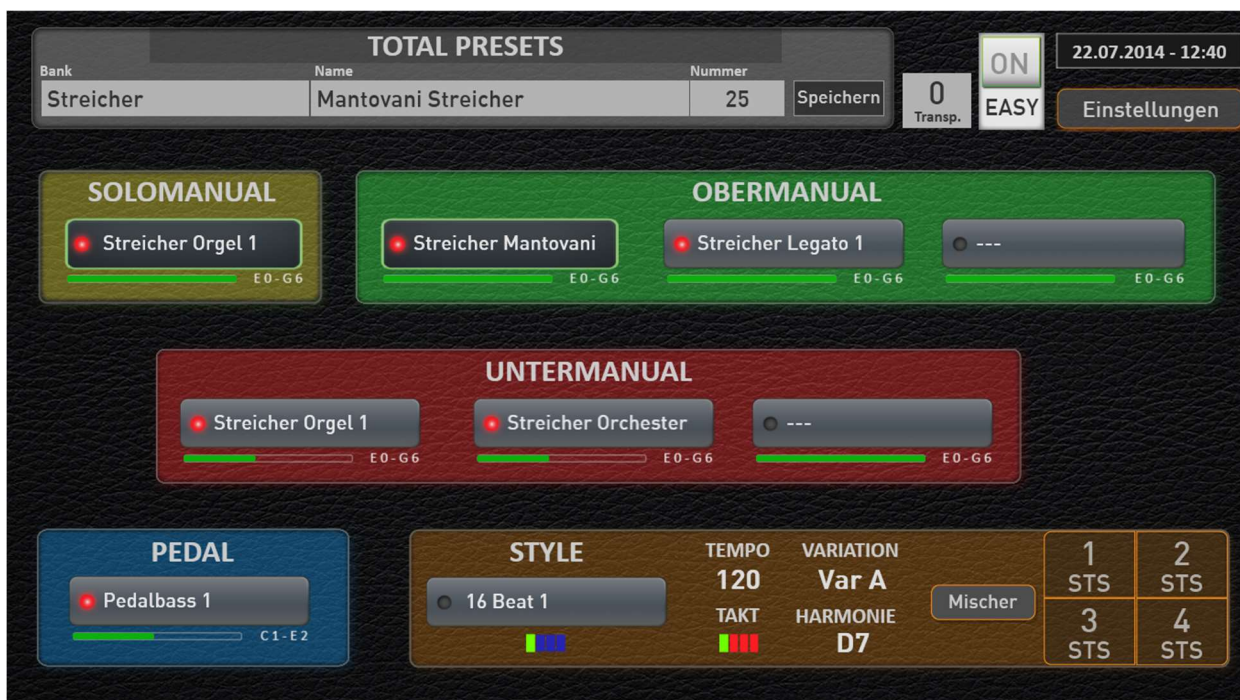 TOTAL PRESETS
Bank Name Nummer
Streicher Mantovani Streicher 25 Speichern
0
Transp.
ON
EASY
22.07.2014 - 12:40
Einstellungen
SOLOMANUAL
Streicher Orgel 1
E0-G6
OBERMANUAL
Streicher Mantovani Streicher Legato 1 ---
E0-G6 E0-G6 E0-G6
UNTERMANUAL
Streicher Orgel 1 Streicher Orchester ---
E0-G6 E0-G6 E0-G6
PEDAL
Pedalbass 1
C1-E2
STYLE
16 Beat 1
TEMPO VARIATION
120 Var A
TAKT HARMONIE
D7
Mischer
1 2
STS STS
3 4
STS STS